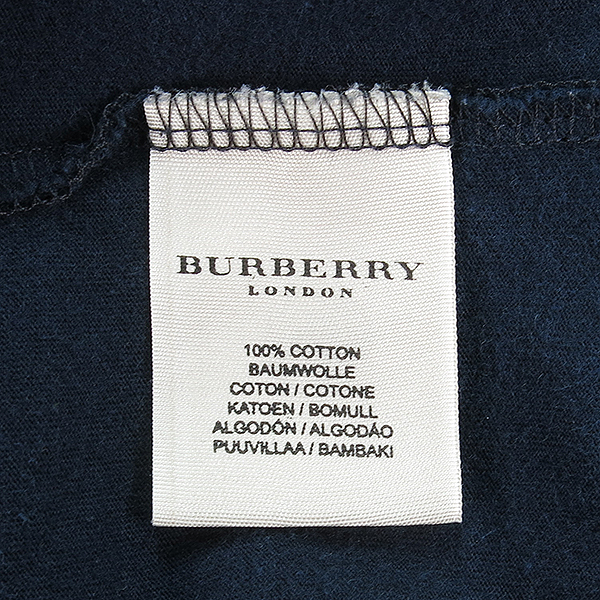 BURBERRY
LONDON
100% COTTON
BAUMWOLLE
COTON / COTONE
KATOEN / BOMULL
ALGODÓN / ALGODÃO
PUUVILLAA / BAMBAKI